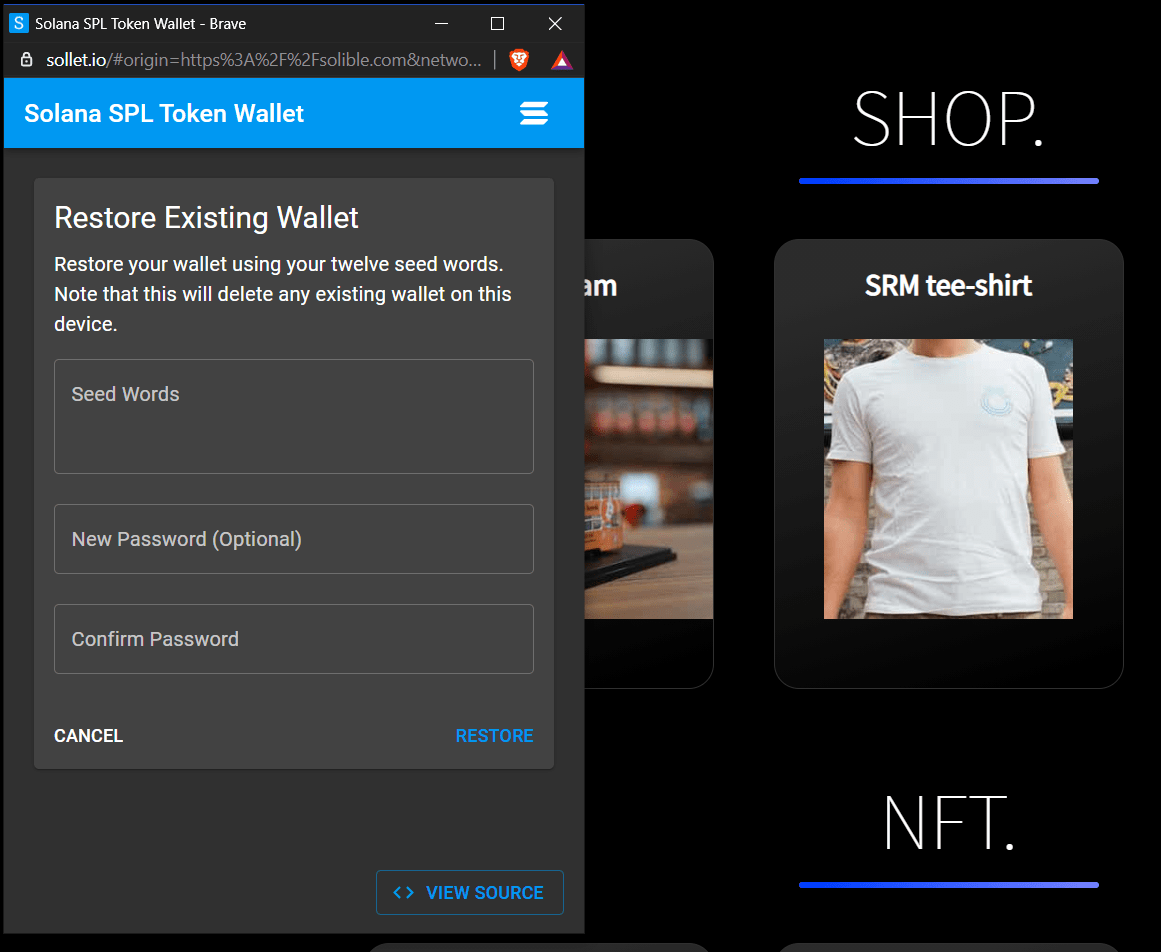 S Solana SPL Token Wallet - Brave
sollet.io/#origin=https%3A%2F%2Fsolible.com&netwo...
Solana SPL Token Wallet
Restore Existing Wallet
Restore your wallet using your twelve seed words.
Note that this will delete any existing wallet on this
device.
Seed Words
New Password (Optional)
Confirm Password
CANCEL
RESTORE
<> VIEW SOURCE
SHOP.
am
SRM tee-shirt
NFT.